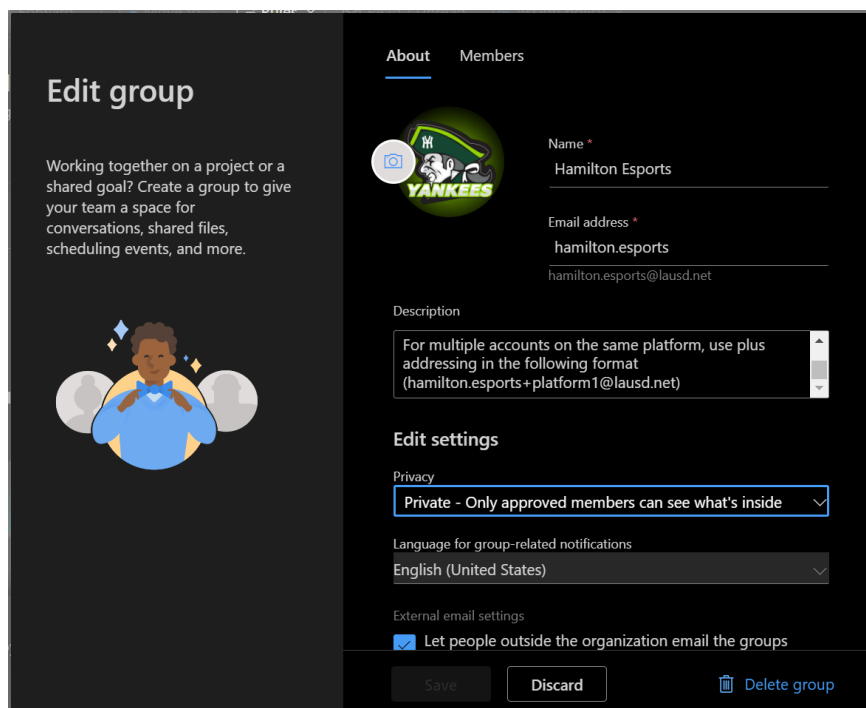 Edit group
Working together on a project or a
shared goal? Create a group to give
your team a space for
conversations, shared files,
scheduling events, and more.
About Members
YANKEES
Name *
Hamilton Esports
Email address *
hamilton.esports
hamilton.esports@lausd.net
Description
For multiple accounts on the same platform, use plus
addressing in the following format
(hamilton.esports+platform1@lausd.net)
Edit settings
Privacy
Private - Only approved members can see what's inside
Language for group-related notifications
English (United States)
External email settings
Let people outside the organization email the groups
Save Discard Delete group